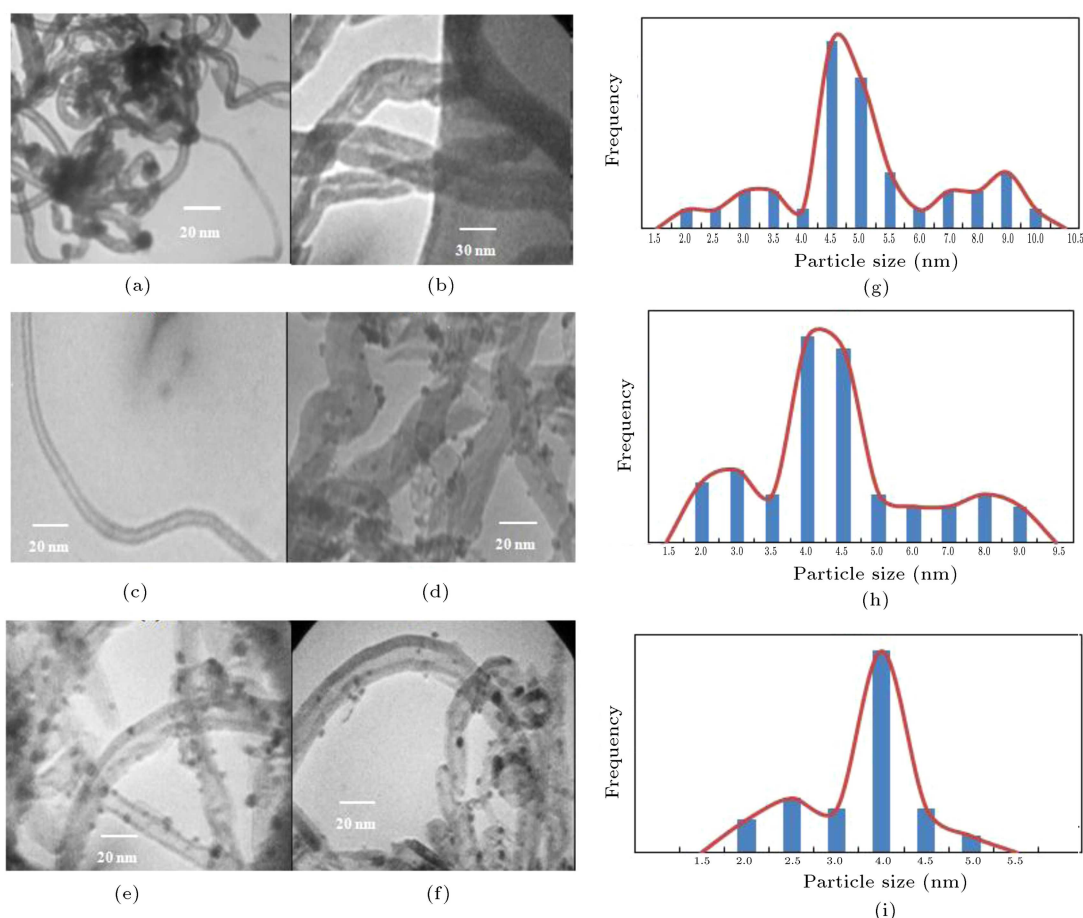 20 nm
30 nm
(a)
(b)
Frequency
1.5 2.0 2.5 3.0 3.5 4.0 4.5 5.0 5.5 6.0 7.0 8.0 9.0 10.0 10.5
Particle size (nm)
(g)
20 nm
20 nm
(c)
(d)
Frequency
1.5 2.0 3.0 3.5 4.0 4.5 5.0 6.0 7.0 8.0 9.0 9.5
Particle size (nm)
(h)
20 nm
20 nm
(e)
(f)
Frequency
1.5 2.0 2.5 3.0 4.0 4.5 5.0 5.5
Particle size (nm)
(i)